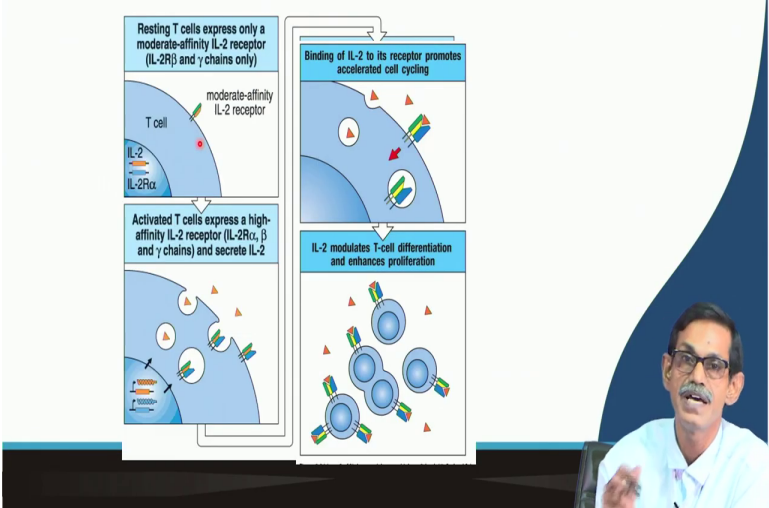 Resting T cells express only a
moderate-affinity IL-2 receptor
(IL-2Rβ and γ chains only)
moderate-affinity
IL-2 receptor
T cell
IL-2
IL-2Rα
Activated T cells express a high-
affinity IL-2 receptor (IL-2Rα, β
and γ chains) and secrete IL-2
Binding of IL-2 to its receptor promotes
accelerated cell cycling
IL-2 modulates T-cell differentiation
and enhances proliferation